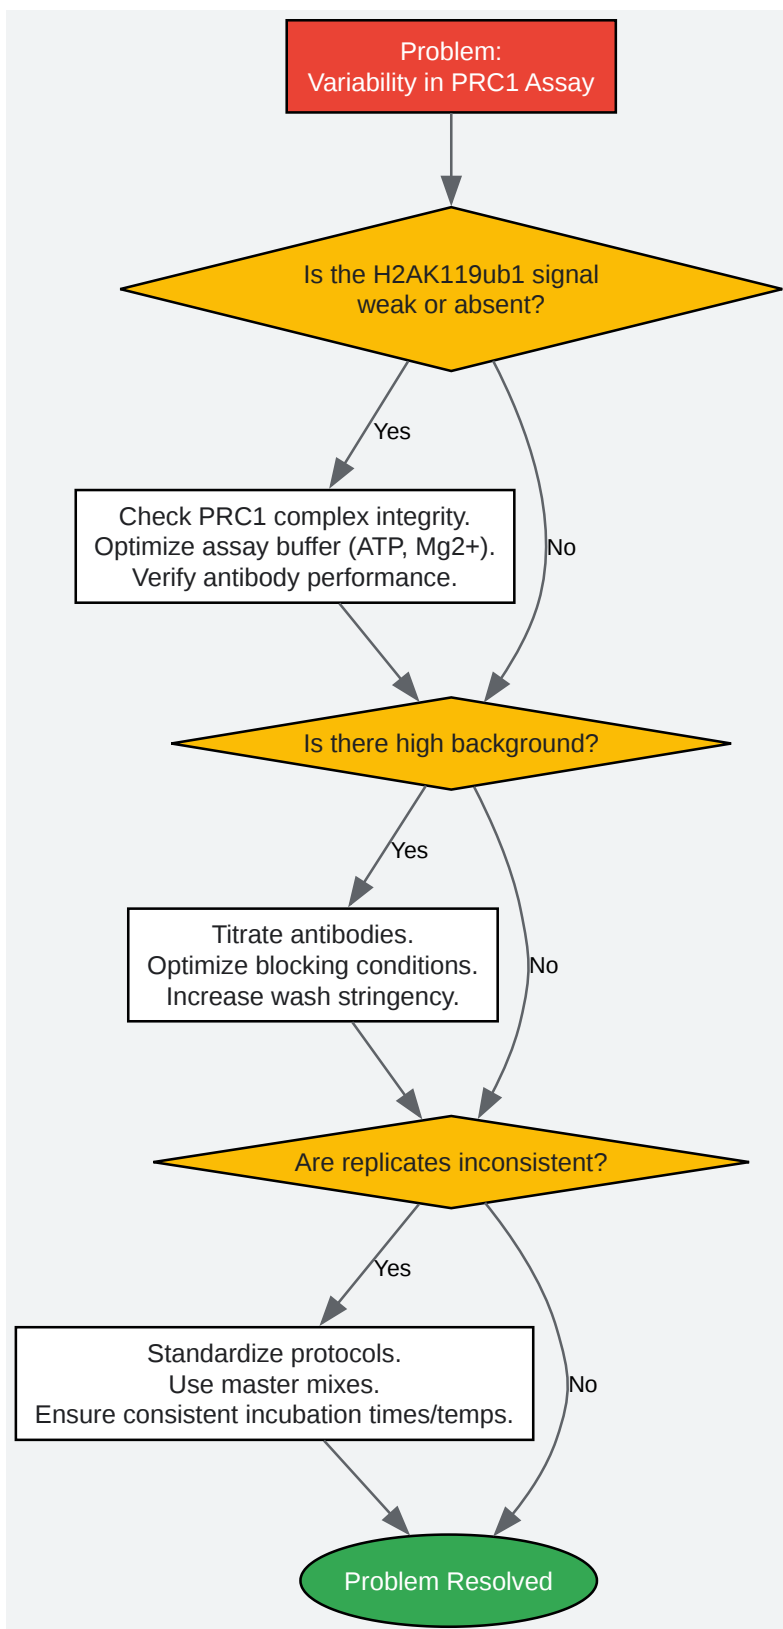 Problem:
Variability in PRC1 Assay
Is the H2AK119ub1 signal
weak or absent?
Yes
Check PRC1 complex integrity.
Optimize assay buffer (ATP, Mg2+).
Verify antibody performance.
No
Is there high background?
Yes
Titrate antibodies.
Optimize blocking conditions.
Increase wash stringency.
No
Are replicates inconsistent?
Yes
Standardize protocols.
Use master mixes.
Ensure consistent incubation times/temps.
No
Problem Resolved